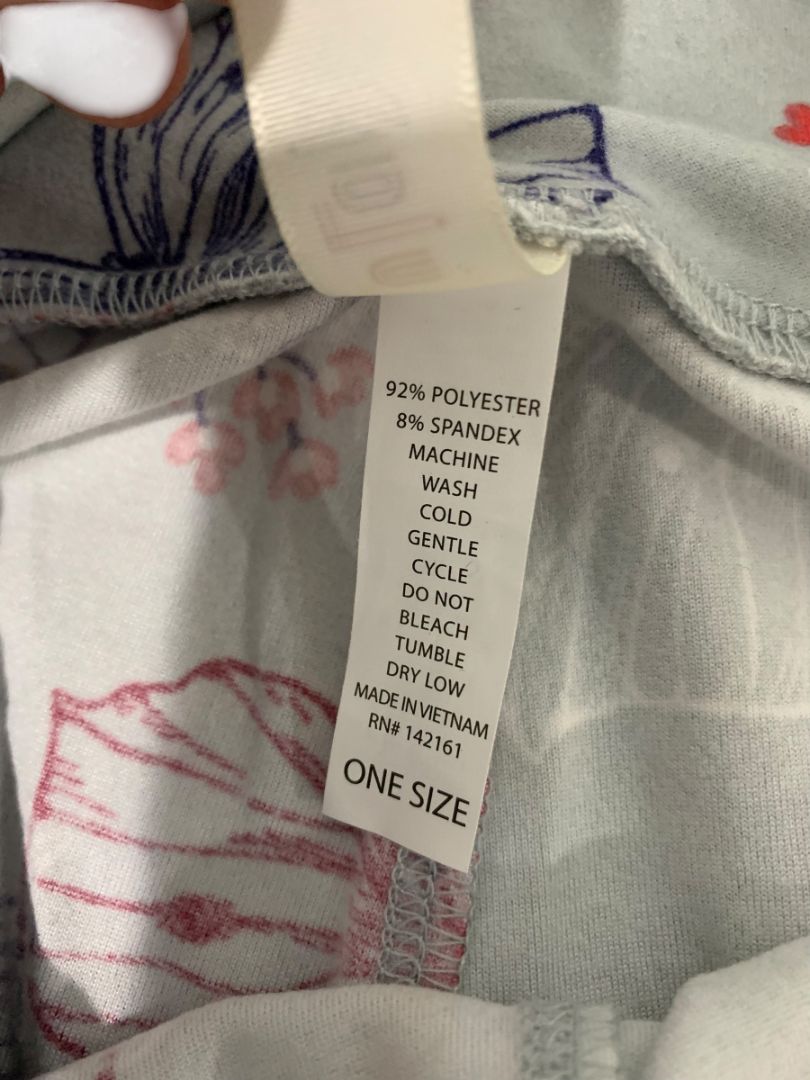 92% POLYESTER
8% SPANDEX
MACHINE
WASH
COLD
GENTLE
CYCLE
DO NOT
BLEACH
TUMBLE
DRY LOW
MADE IN VIETNAM
RN# 142161
ONE SIZE